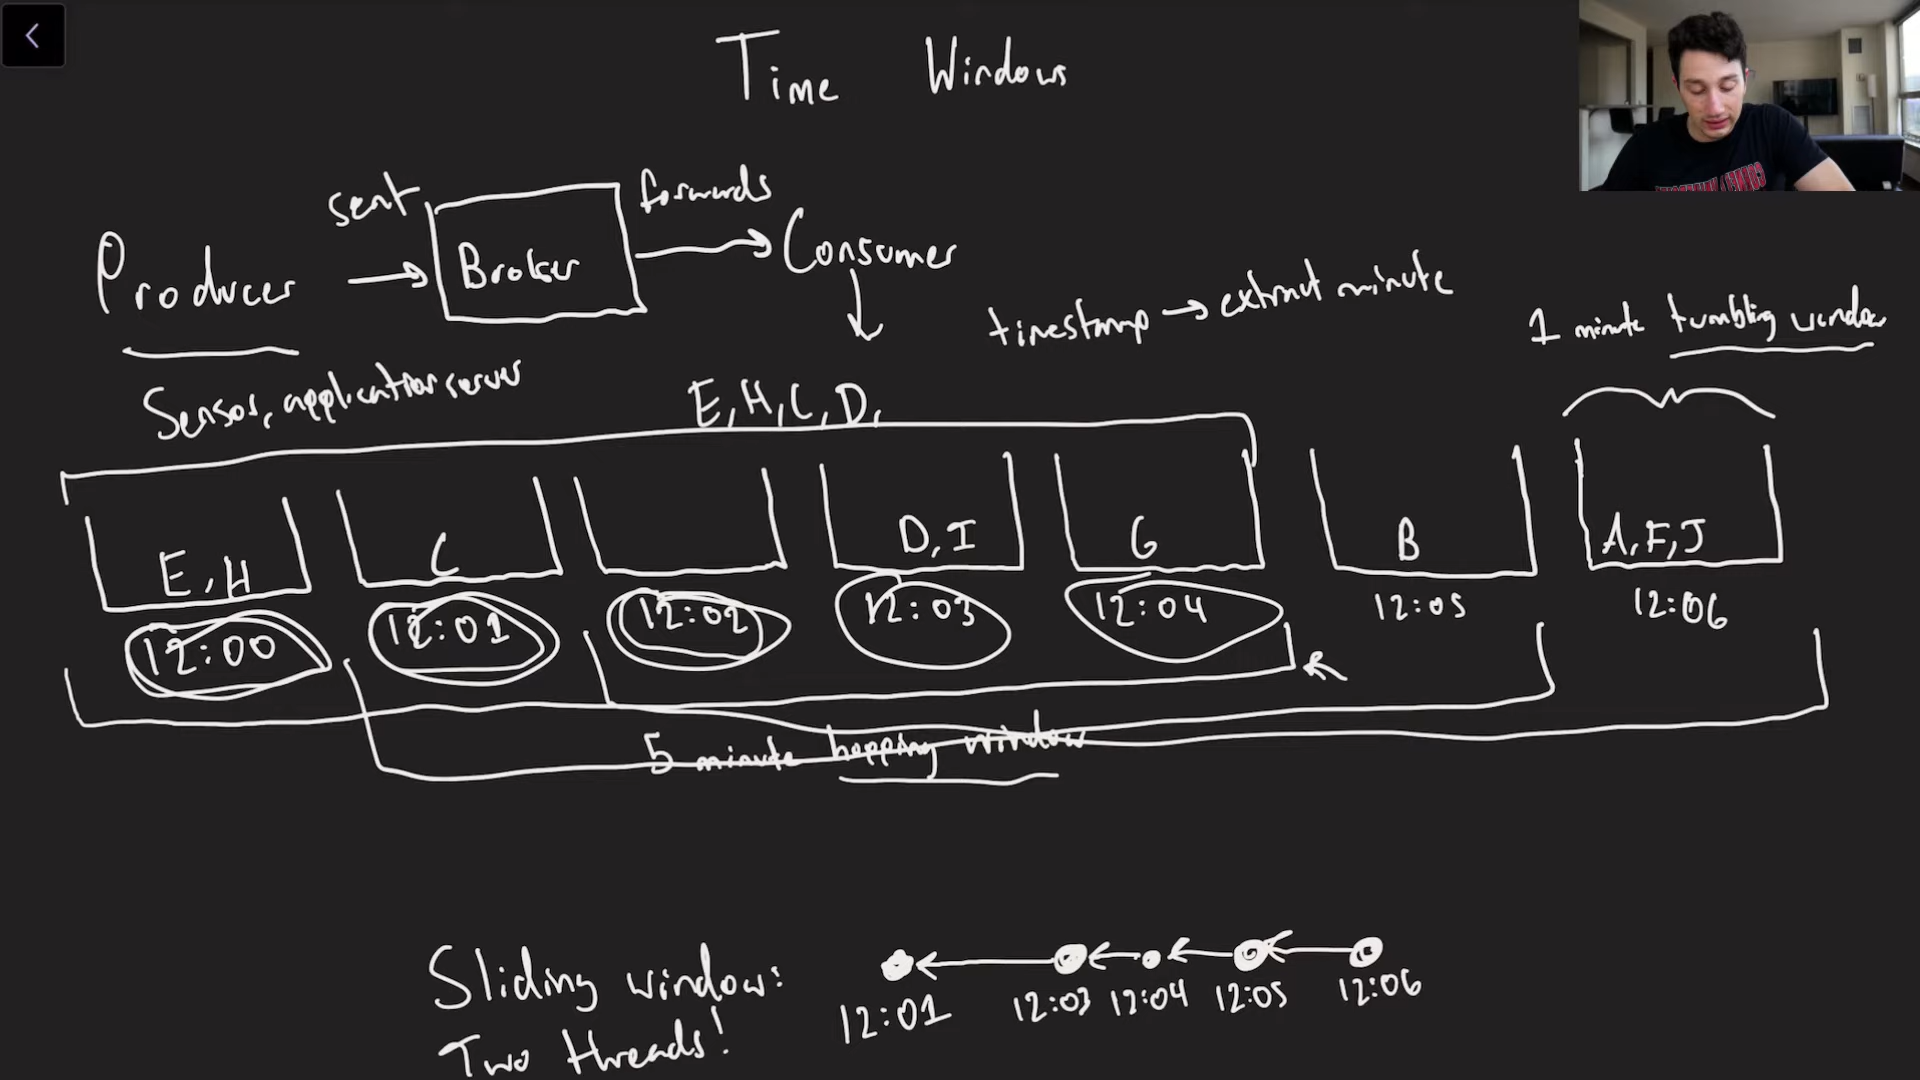 Time Windows
sent
forwards
Producer
Broker
Consumer
timestamp → extract minute
1 minute tumbling window
Sensor, application server
E, H, C, D,
E, H
C
D, I
G
B
A, F, J
12:00
12:01
12:02
12:03
12:04
12:05
12:06
5 minute hopping window
Sliding window:
Two threads!
12:01
12:03
12:04
12:05
12:06